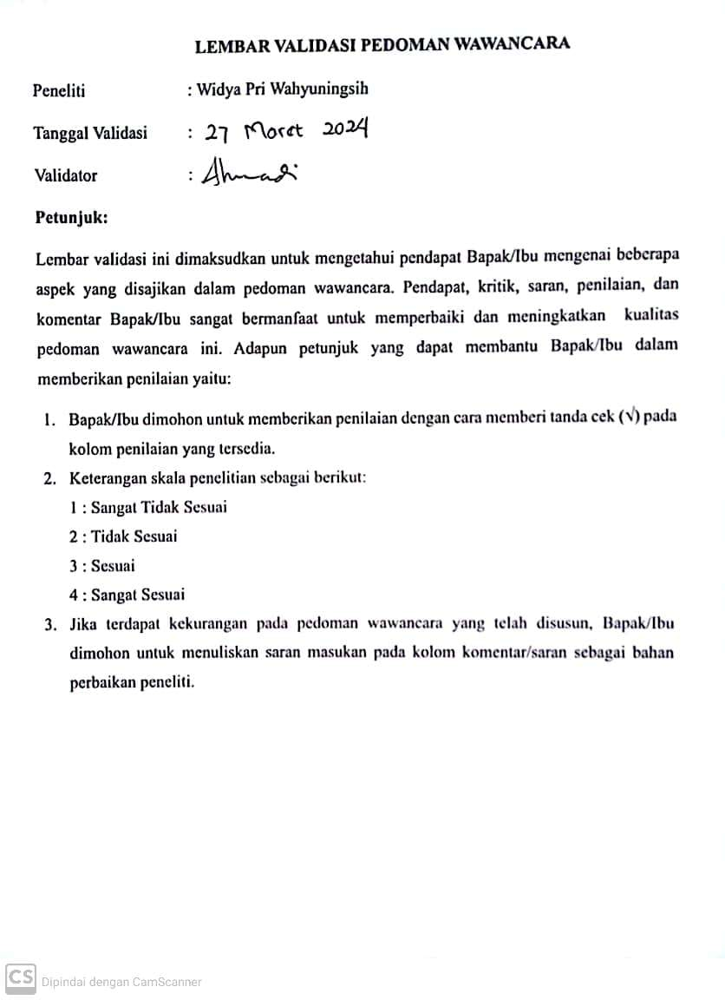 LEMBAR VALIDASI PEDOMAN WAWANCARA
Peneliti : Widya Pri Wahyuningsih
Tanggal Validasi : 27 Maret 2024
Validator : Ahmadi
Petunjuk:
Lembar validasi ini dimaksudkan untuk mengetahui pendapat Bapak/Ibu mengenai beberapa
aspek yang disajikan dalam pedoman wawancara. Pendapat, kritik, saran, penilaian, dan
komentar Bapak/Ibu sangat bermanfaat untuk memperbaiki dan meningkatkan kualitas
pedoman wawancara ini. Adapun petunjuk yang dapat membantu Bapak/Ibu dalam
memberikan penilaian yaitu:
1. Bapak/Ibu dimohon untuk memberikan penilaian dengan cara memberi tanda cek (√) pada
kolom penilaian yang tersedia.
2. Keterangan skala penelitian sebagai berikut:
1 : Sangat Tidak Sesuai
2 : Tidak Sesuai
3 : Sesuai
4 : Sangat Sesuai
3. Jika terdapat kekurangan pada pedoman wawancara yang telah disusun, Bapak/Ibu
dimohon untuk menuliskan saran masukan pada kolom komentar/saran sebagai bahan
perbaikan peneliti.
CS Dipindai dengan CamScanner